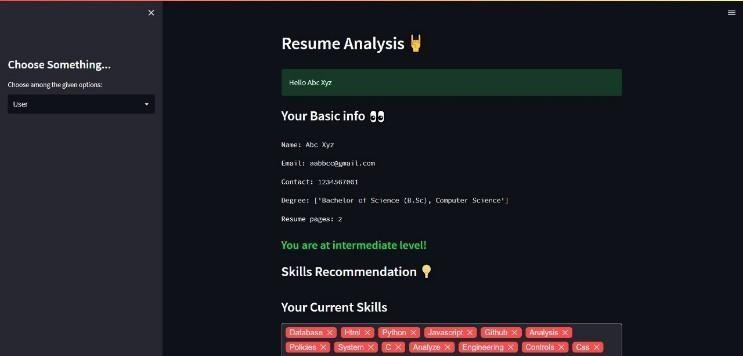 Resume Analysis 🤘
Choose Something...
Choose among the given options:
User
Hello Abc Xyz
Your Basic info 👀
Name: Abc Xyz
Email: aabbcc@gmail.com
Contact: 1234567001
Degree: ['Bachelor of Science (B.Sc), Computer Science']
Resume pages: 2
You are at intermediate level!
Skills Recommendation 💡
Your Current Skills
Database × Html × Python × Javascript × Github × Analysis ×
Policies × System × C × Analyze × Engineering × Controls × Css ×